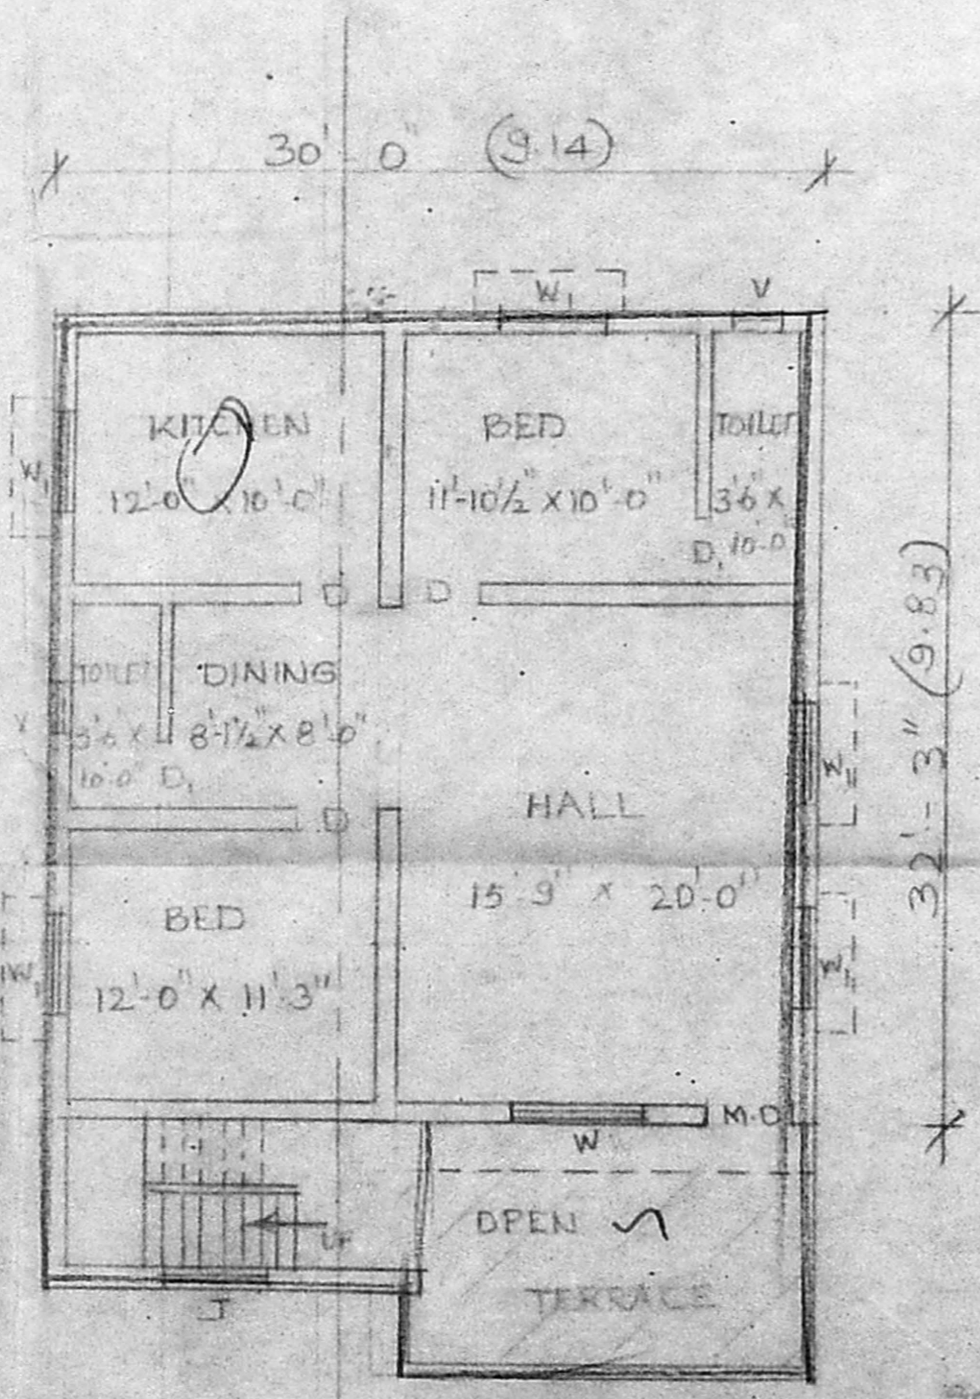 30'-0" (9.14)
W1
V
KITCHEN
12'-0" x 10'-0"
BED
11'-10½" x 10'-0"
TOILET
3'6" x
10'-0"
D1
W1
D
D
TOILET
3'6" x
10'-0"
D1
V
DINING
8'-1½" x 8'-0"
D
HALL
15'-9" x 20'-0"
W1
W1
32'-3" (9.83)
BED
12'-0" x 11'-3"
W1
W
M.D
UP
J
OPEN
TERRACE